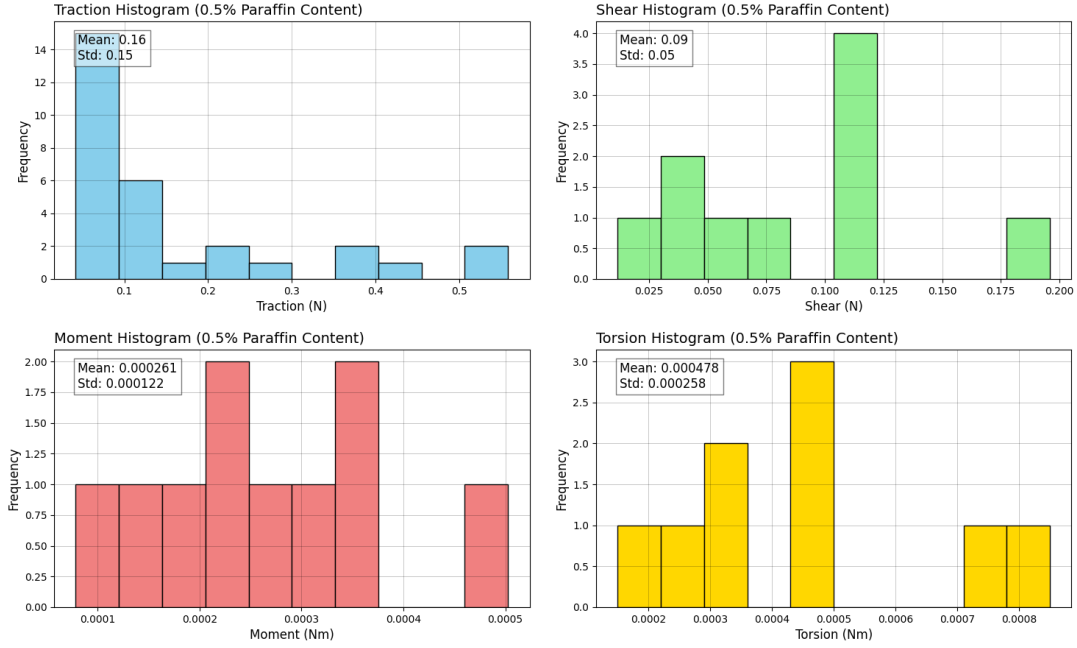 Traction Histogram (0.5% Paraffin Content)
Mean: 0.16
Std: 0.15
Frequency
14
12
10
8
6
4
2
0
0.1
0.2
0.3
0.4
0.5
Traction (N)
Shear Histogram (0.5% Paraffin Content)
Mean: 0.09
Std: 0.05
Frequency
4.0
3.5
3.0
2.5
2.0
1.5
1.0
0.5
0.0
0.025
0.050
0.075
0.100
0.125
0.150
0.175
0.200
Shear (N)
Moment Histogram (0.5% Paraffin Content)
Mean: 0.000261
Std: 0.000122
Frequency
2.00
1.75
1.50
1.25
1.00
0.75
0.50
0.25
0.00
0.0001
0.0002
0.0003
0.0004
0.0005
Moment (Nm)
Torsion Histogram (0.5% Paraffin Content)
Mean: 0.000478
Std: 0.000258
Frequency
3.0
2.5
2.0
1.5
1.0
0.5
0.0
0.0002
0.0003
0.0004
0.0005
0.0006
0.0007
0.0008
Torsion (Nm)